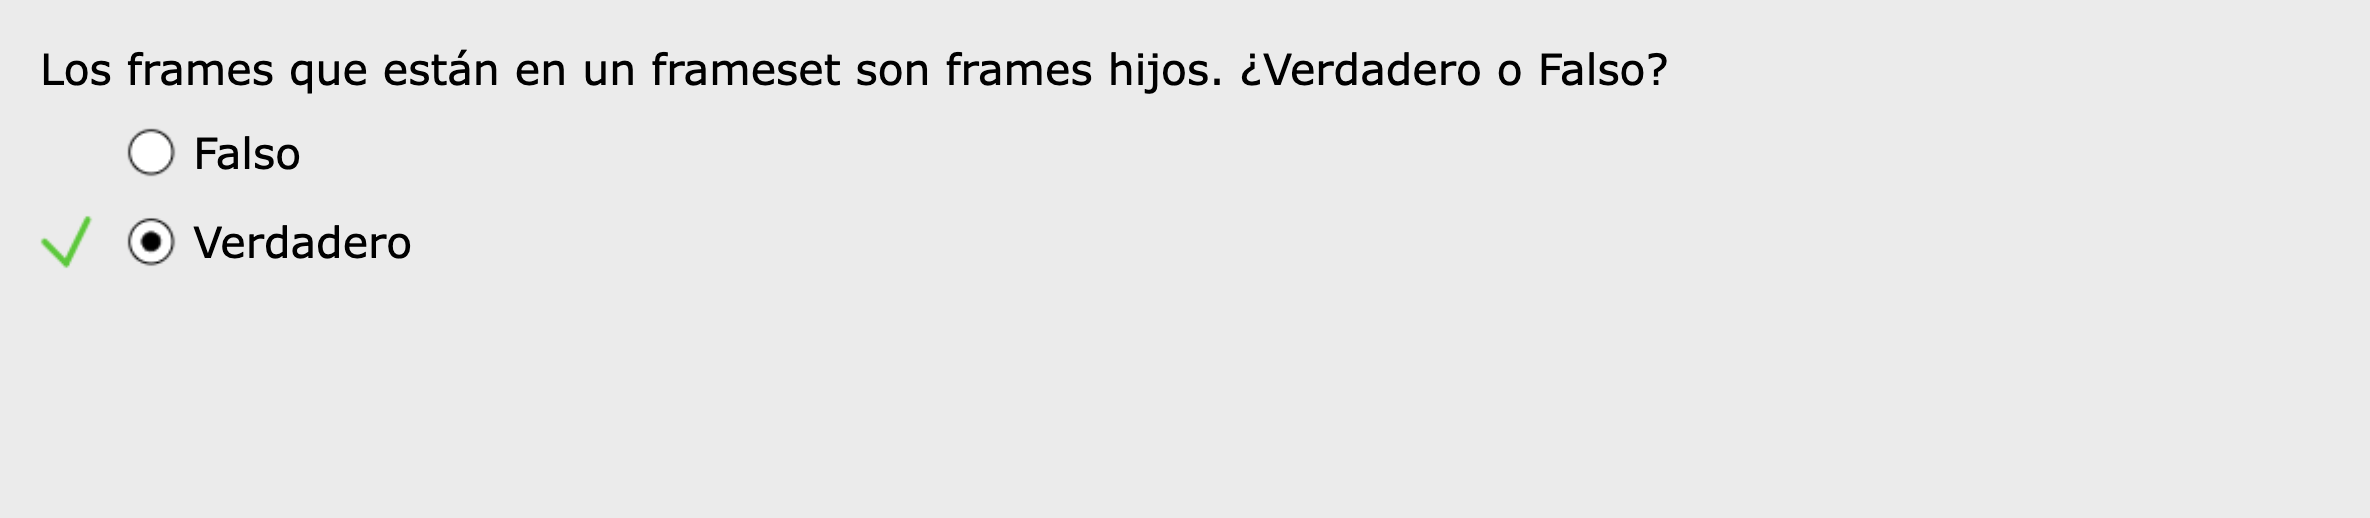 Los frames que están en un frameset son frames hijos. ¿Verdadero o Falso?
Falso
Verdadero